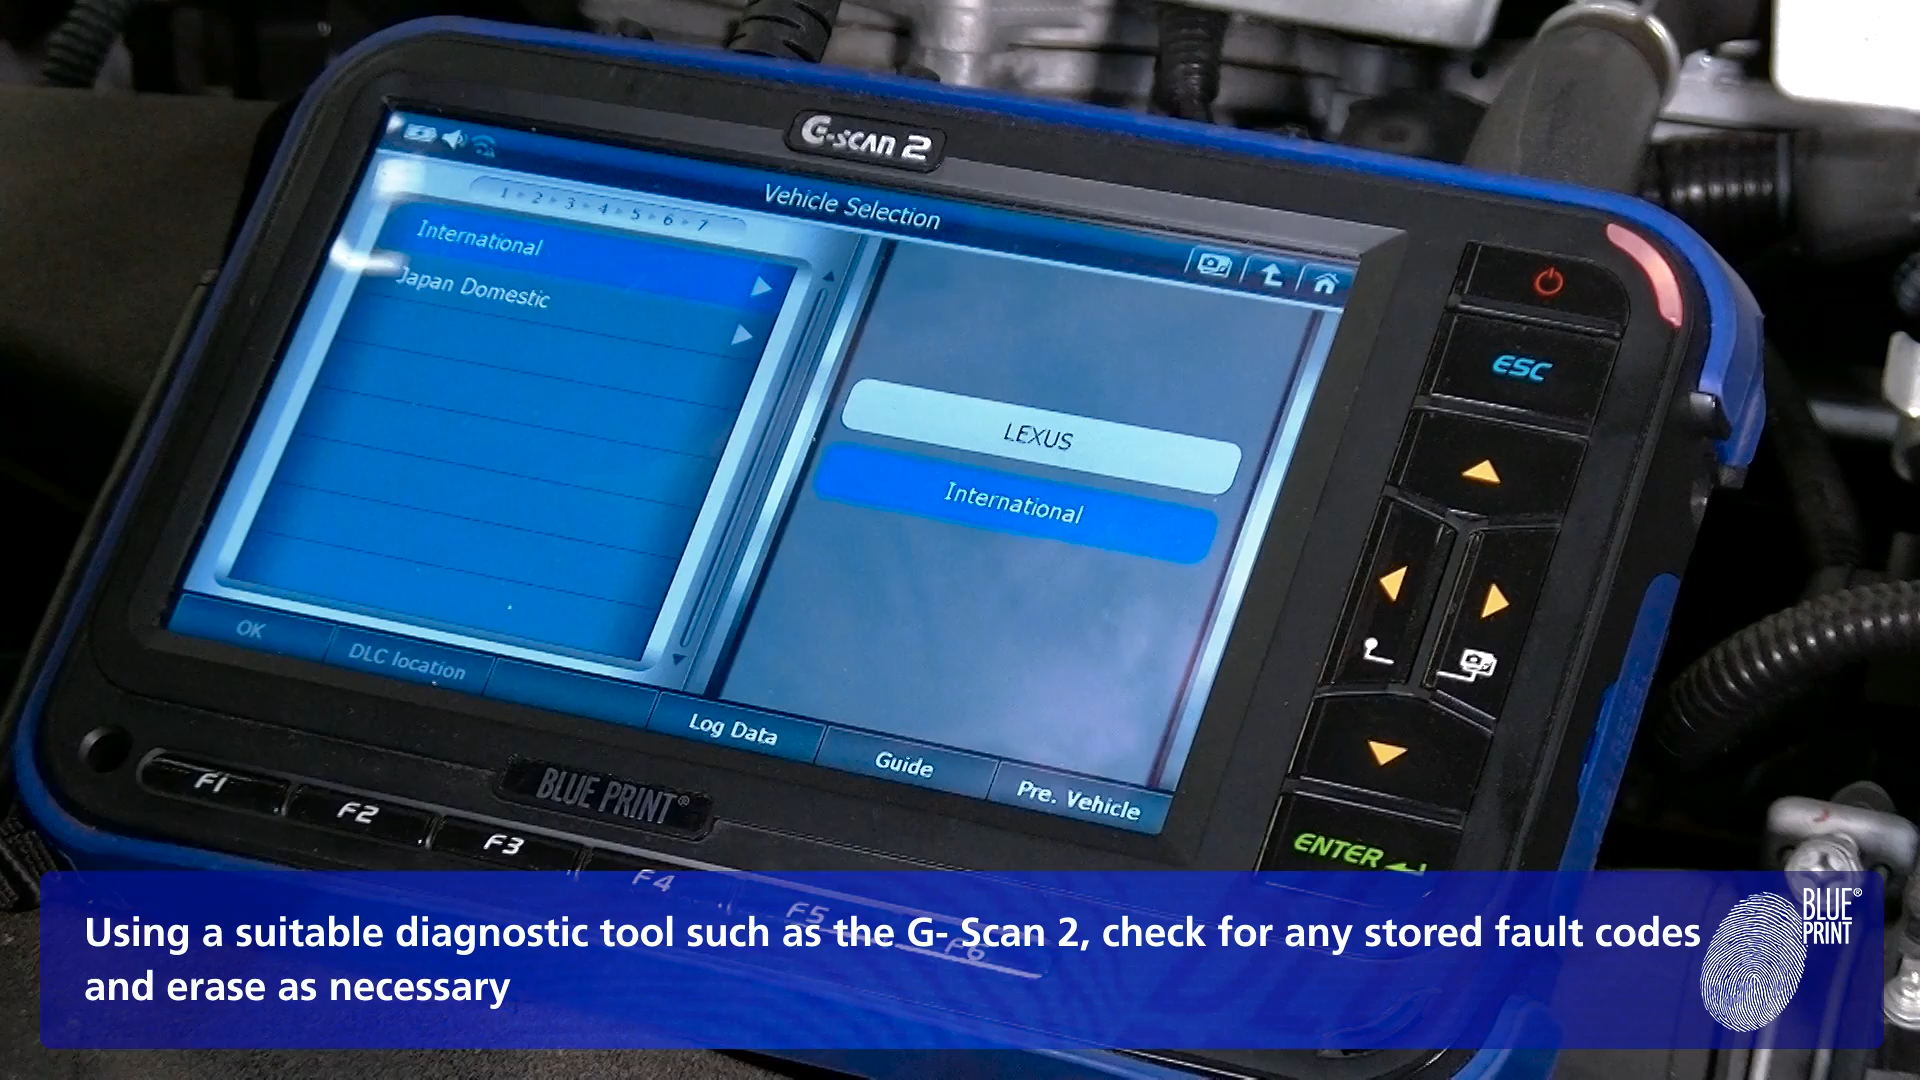 G-SCAN 2
Vehicle Selection
1 2 3 4 5 6 7
International
Japan Domestic
LEXUS
International
OK
DLC location
Log Data
Guide
Pre. Vehicle
ESC
ENTER
BLUE PRINT®
F1
F2
F3
F4
F5
F6
Using a suitable diagnostic tool such as the G- Scan 2, check for any stored fault codes
and erase as necessary
BLUE®
PRINT